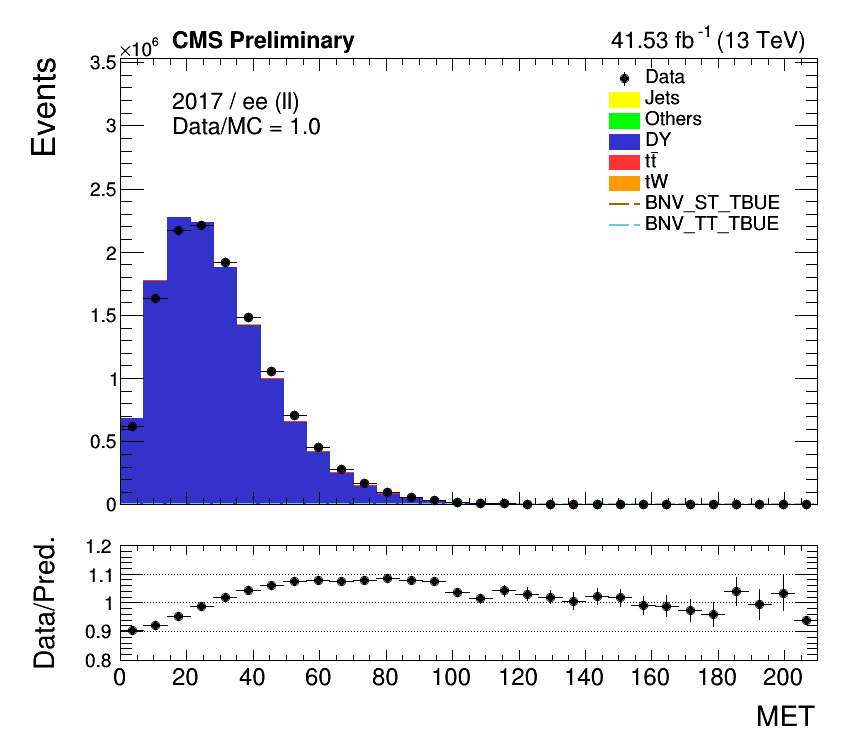 ×10⁶ CMS Preliminary 41.53 fb⁻¹ (13 TeV)
Events
3.5
3
2.5
2
1.5
1
0.5
0
2017 / ee (ll)
Data/MC = 1.0
Data
Jets
Others
DY
tt̄
tW
BNV_ST_TBUE
BNV_TT_TBUE
Data/Pred.
1.2
1.1
1
0.9
0.8
0 20 40 60 80 100 120 140 160 180 200
MET